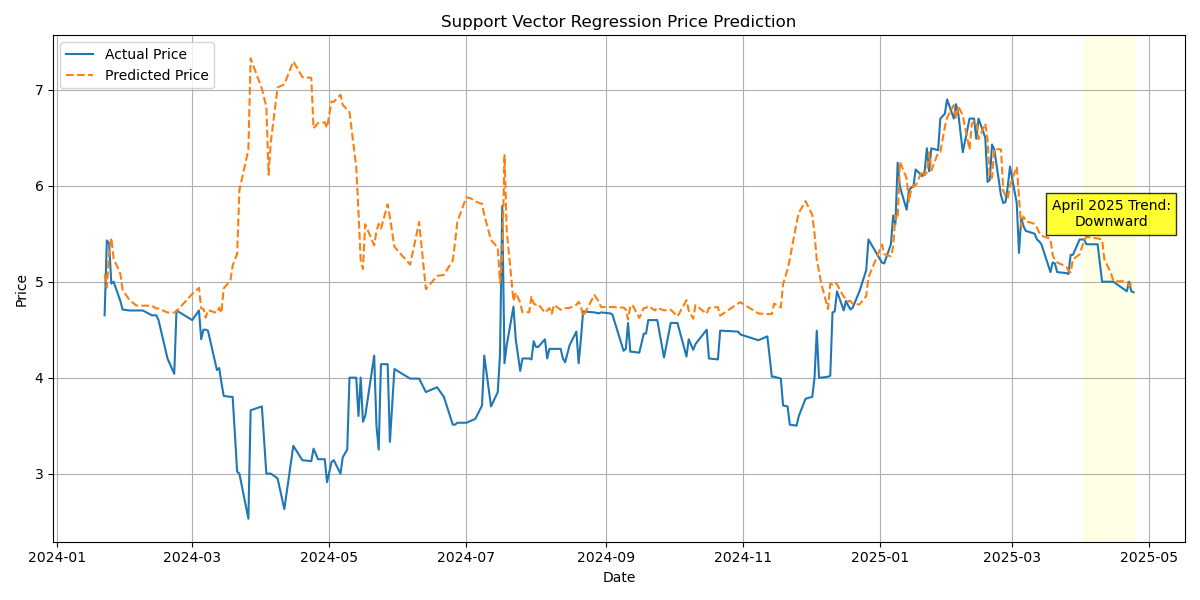 Support Vector Regression Price Prediction
Actual Price
Predicted Price
April 2025 Trend:
Downward
Price
7
6
5
4
3
2024-01
2024-03
2024-05
2024-07
2024-09
2024-11
2025-01
2025-03
2025-05
Date